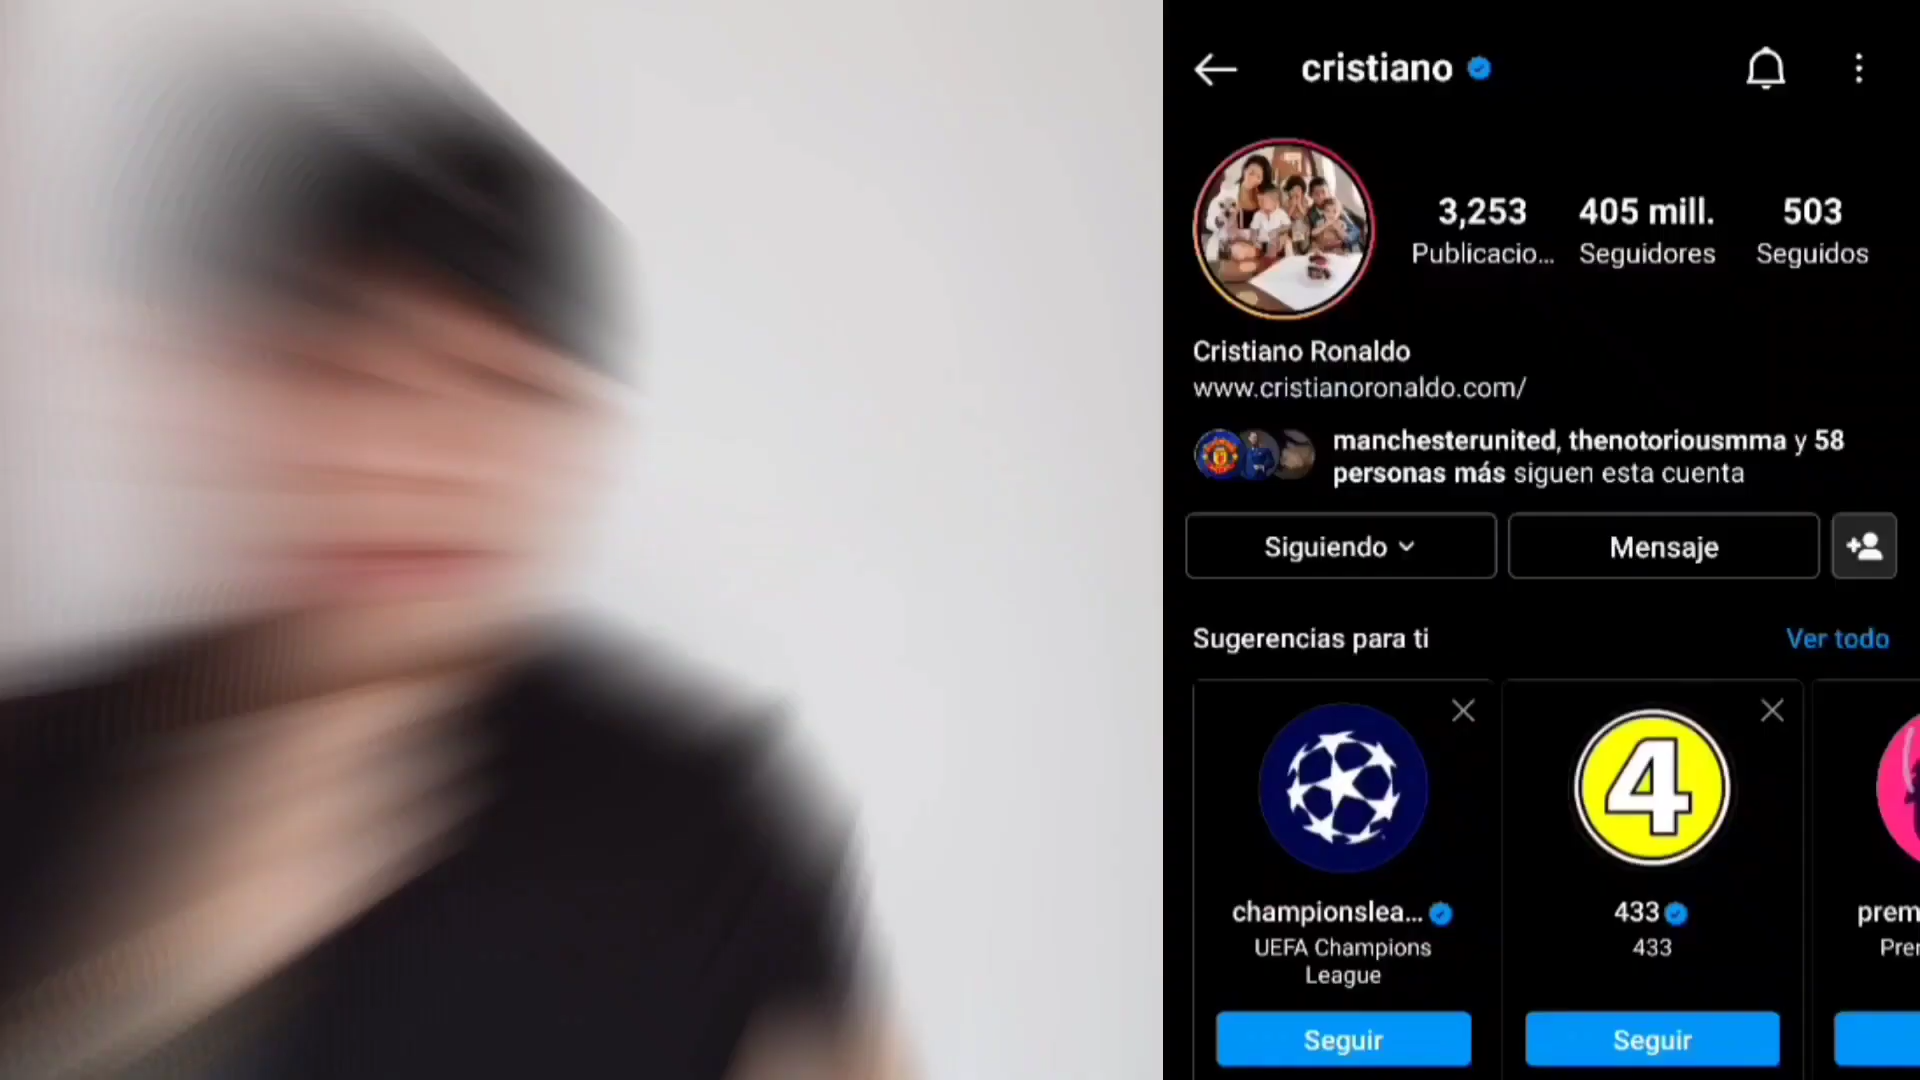 cristiano
3,253
405 mill.
503
Publicacio...
Seguidores
Seguidos
Cristiano Ronaldo
www.cristianoronaldo.com/
manchesterunited, thenotoriousmma y 58
personas más siguen esta cuenta
Siguiendo
Mensaje
Sugerencias para ti
Ver todo
4
championslea...
UEFA Champions
League
Seguir
433
433
Seguir
prem
Prer